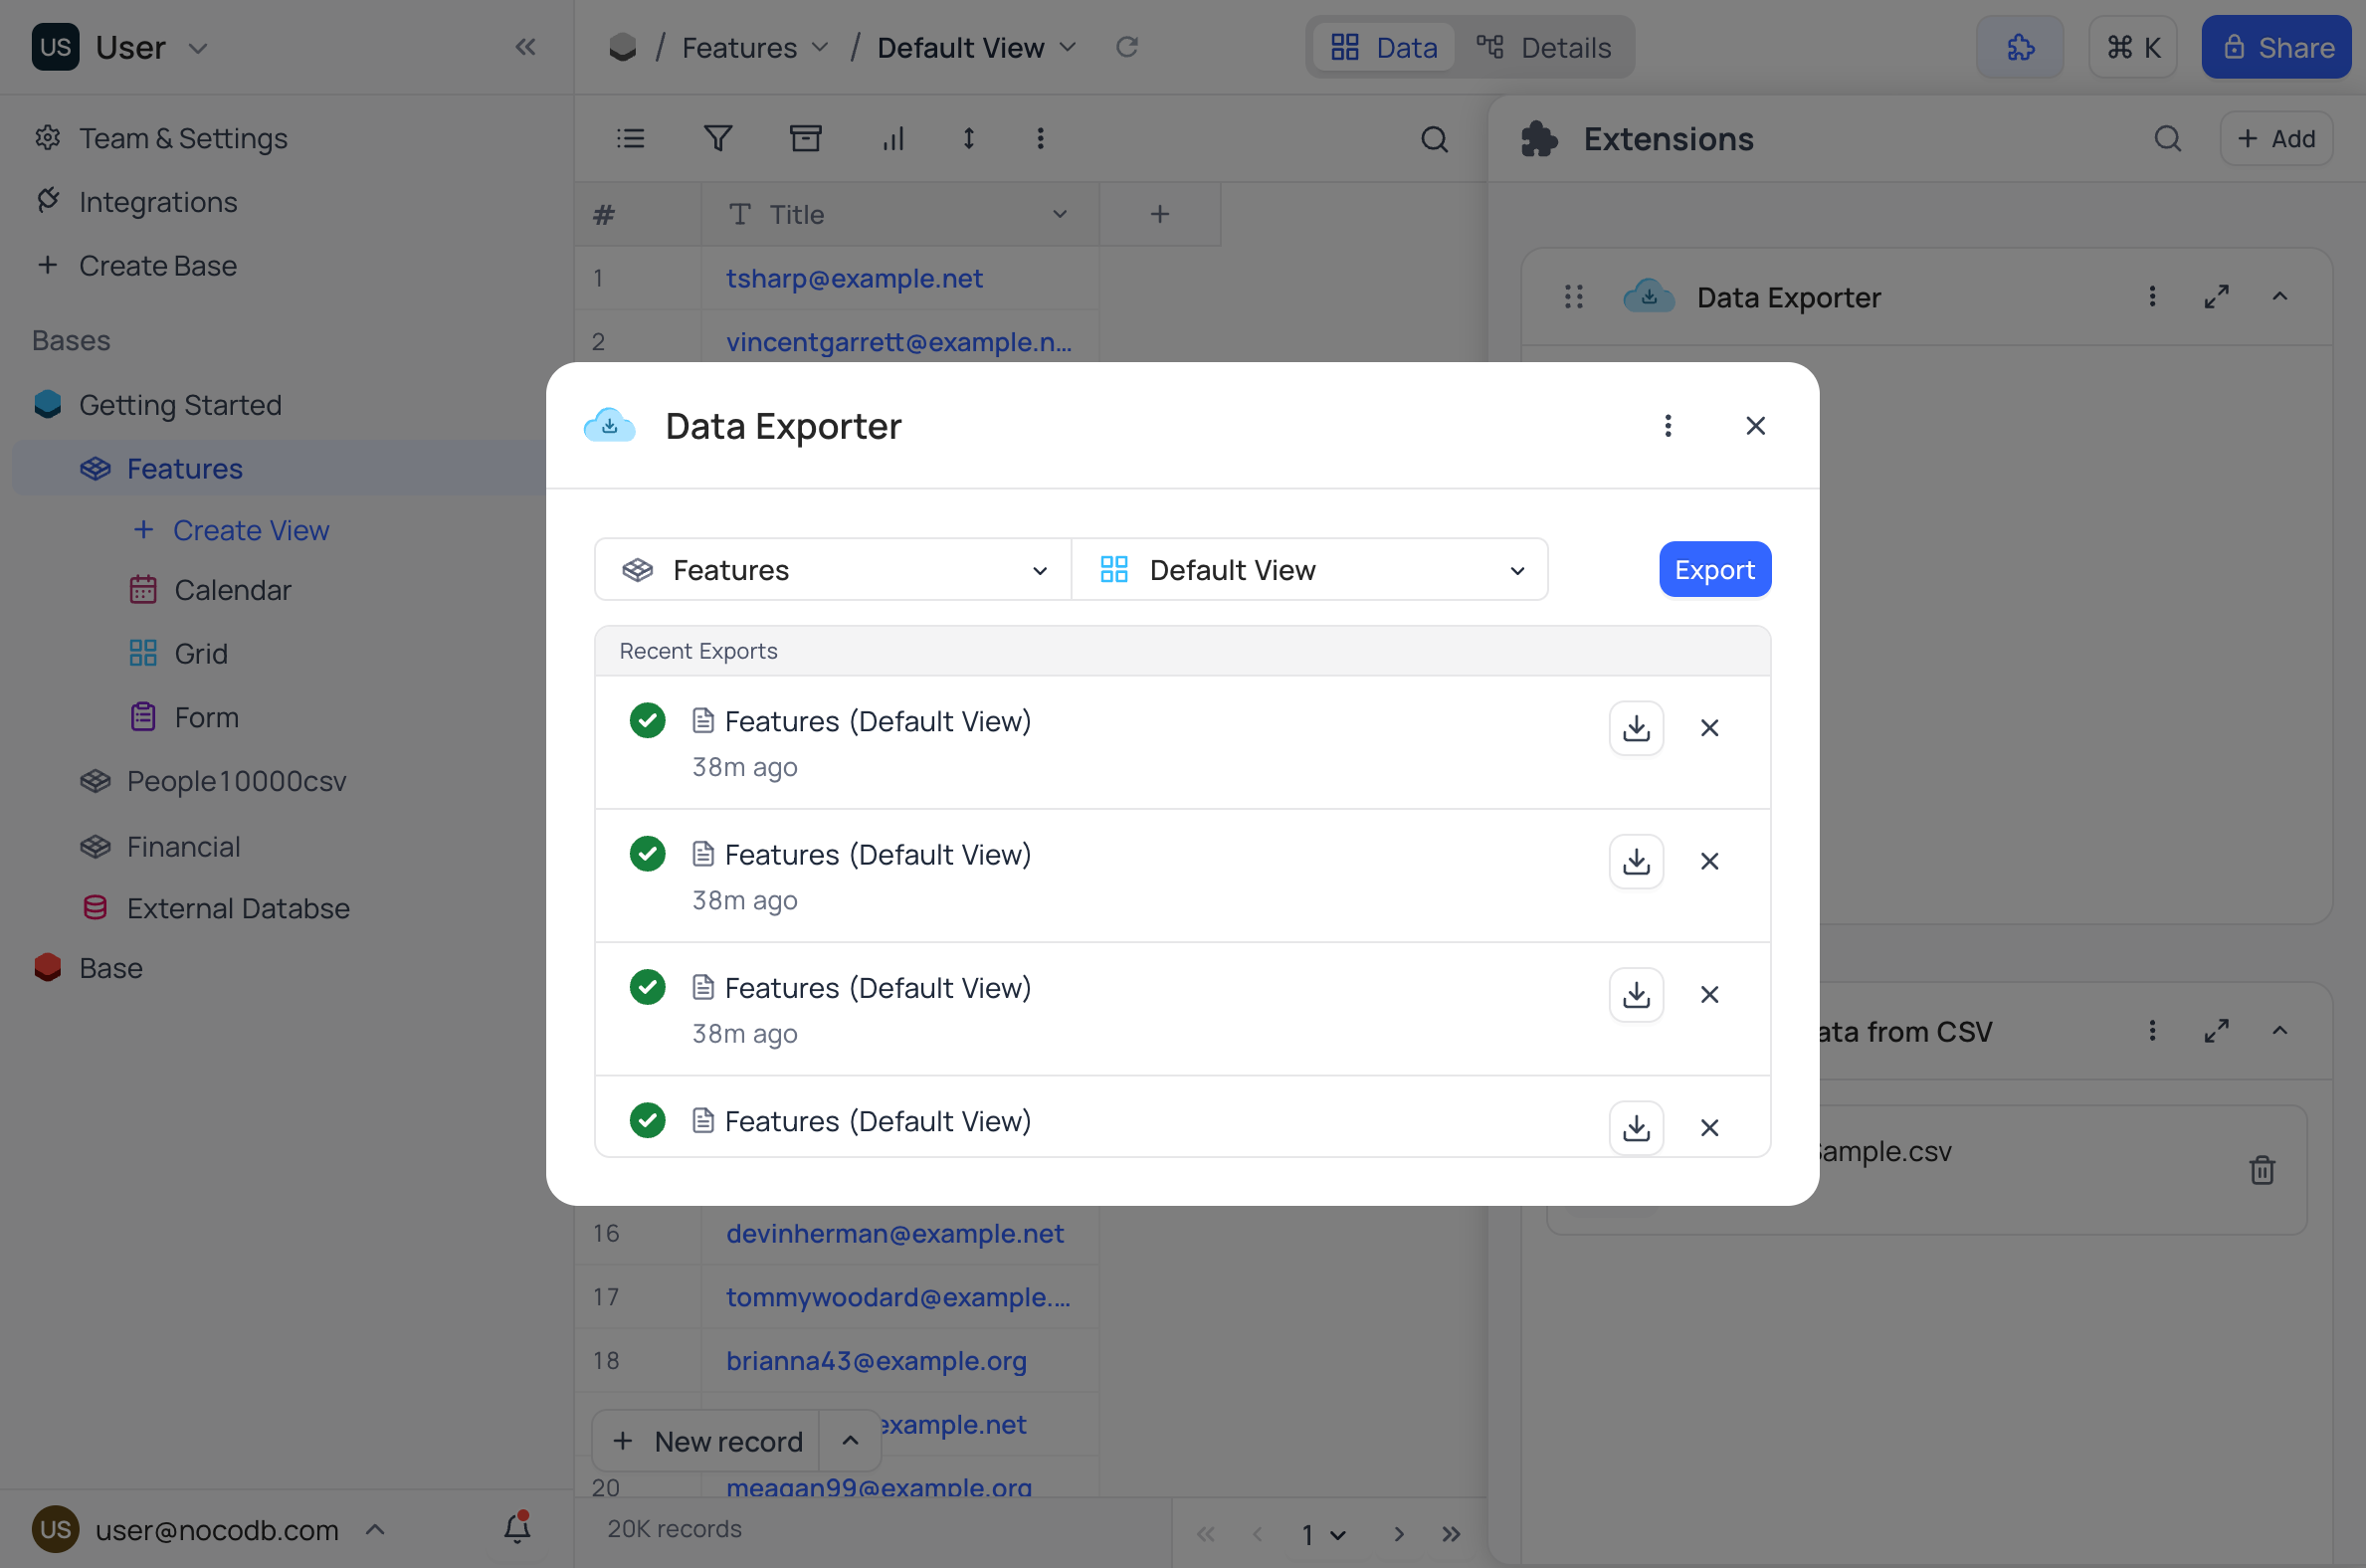 US User
Team & Settings
Integrations
Create Base
Bases
Getting Started
Features
Create View
Calendar
Grid
Form
People10000csv
Financial
External Databse
Base
US user@nocodb.com
/ Features / Default View
Data Details
⌘ K
Share
# Title
1 tsharp@example.net
2 vincentgarrett@example.n...
Extensions
Add
Data Exporter
Data Exporter
Features Default View Export
Recent Exports
Features (Default View)
38m ago
Features (Default View)
38m ago
Features (Default View)
38m ago
Features (Default View)
ata from CSV
ample.csv
16 devinherman@example.net
17 tommywoodard@example....
18 brianna43@example.org
example.net
New record
20 meagan99@example.org
20K records
1